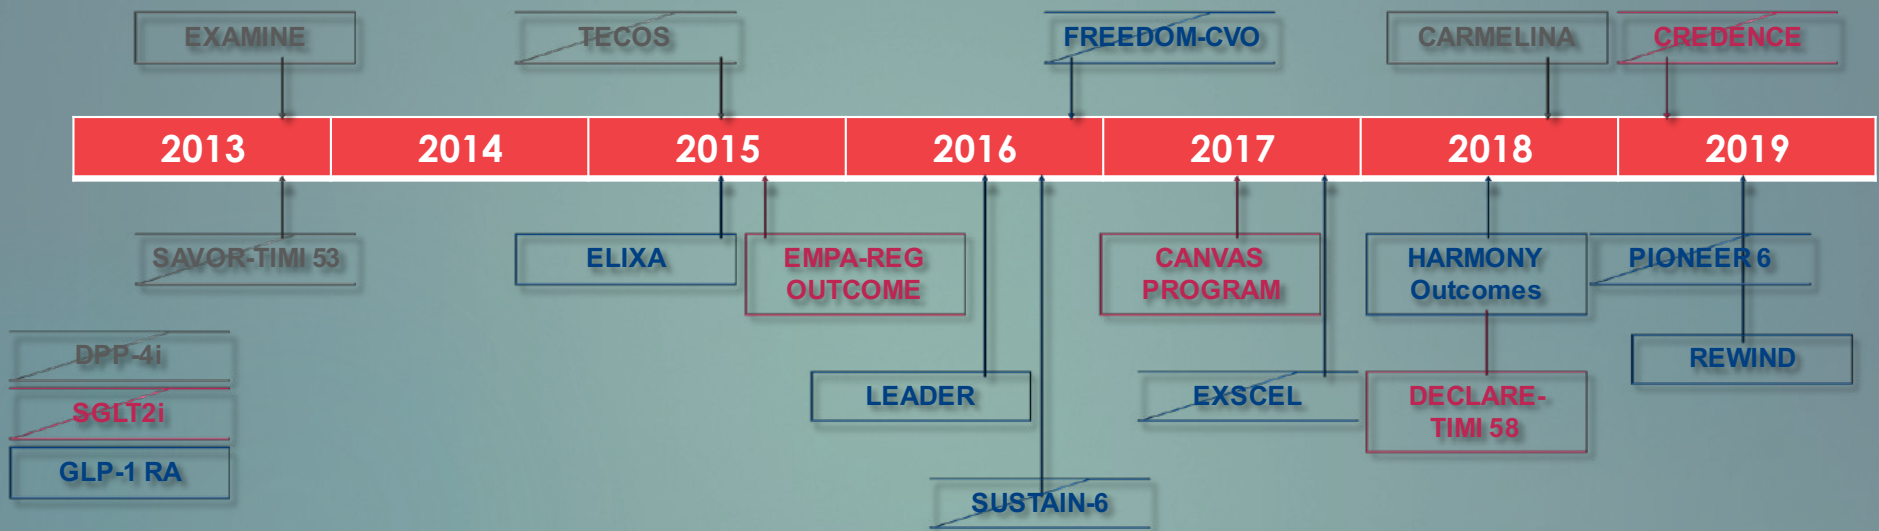 EXAMINE
TECOS
FREEDOM-CVO
CARMELINA
CREDENCE
2013
2014
2015
2016
2017
2018
2019
SAVOR-TIMI 53
ELIXA
EMPA-REG
OUTCOME
CANVAS
PROGRAM
HARMONY
Outcomes
PIONEER 6
DPP-4i
SGLT2i
GLP-1 RA
LEADER
EXSCEL
DECLARE-
TIMI 58
REWIND
SUSTAIN-6